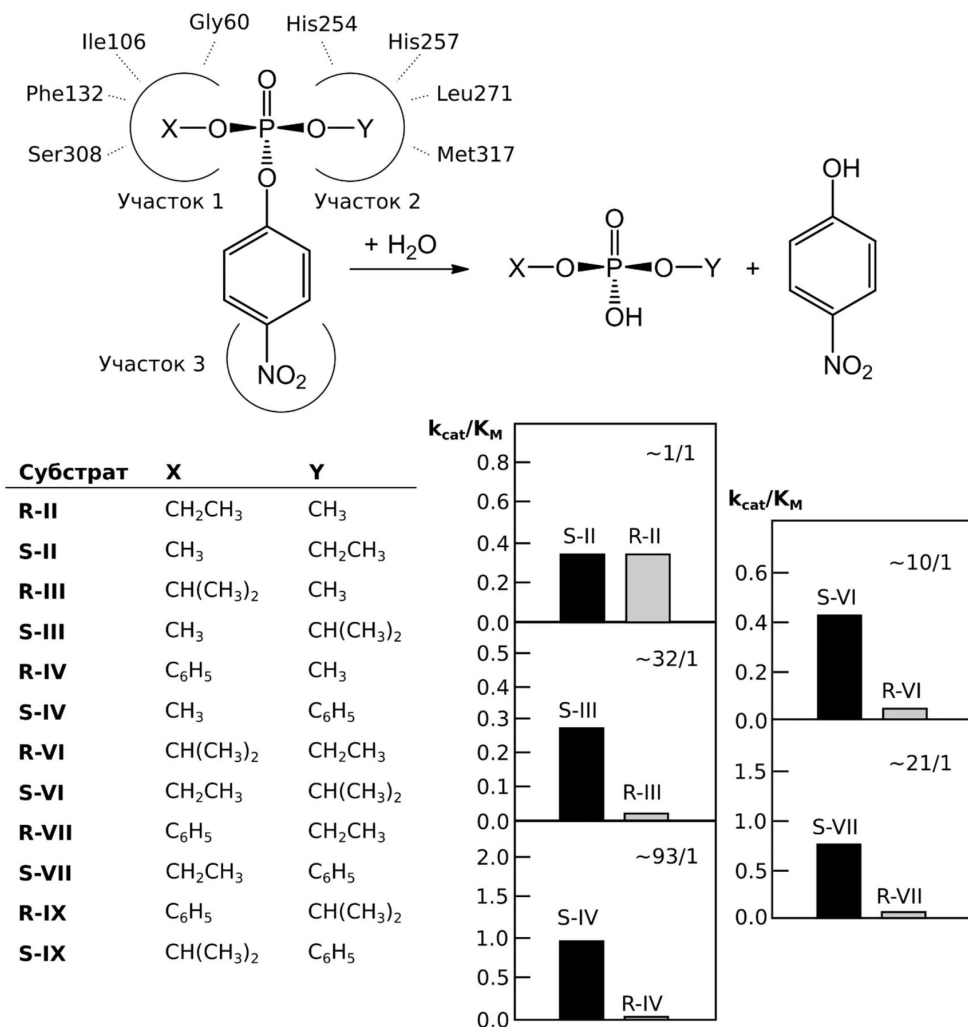 Gly60
His254
Ile106
His257
Phe132
Leu271
Ser308
Met317
O
X—O P O—Y
O
Участок 1
Участок 2
+ H₂O
NO₂
Участок 3
O
X—O P O—Y
OH
+
OH
NO₂
Субстрат X Y
R-II CH₂CH₃ CH₃
S-II CH₃ CH₂CH₃
R-III CH(CH₃)₂ CH₃
S-III CH₃ CH(CH₃)₂
R-IV C₆H₅ CH₃
S-IV CH₃ C₆H₅
R-VI CH(CH₃)₂ CH₂CH₃
S-VI CH₂CH₃ CH(CH₃)₂
R-VII C₆H₅ CH₂CH₃
S-VII CH₂CH₃ C₆H₅
R-IX C₆H₅ CH(CH₃)₂
S-IX CH(CH₃)₂ C₆H₅
k_cat/K_M
~1/1
0.8
0.6
0.4
0.2
0.0
S-II R-II
~32/1
0.5
0.4
0.3
0.2
0.1
0.0
S-III
R-III
~93/1
2.0
1.5
1.0
0.5
0.0
S-IV
R-IV
k_cat/K_M
~10/1
0.6
0.4
0.2
0.0
S-VI
R-VI
~21/1
1.5
1.0
0.5
0.0
S-VII
R-VII